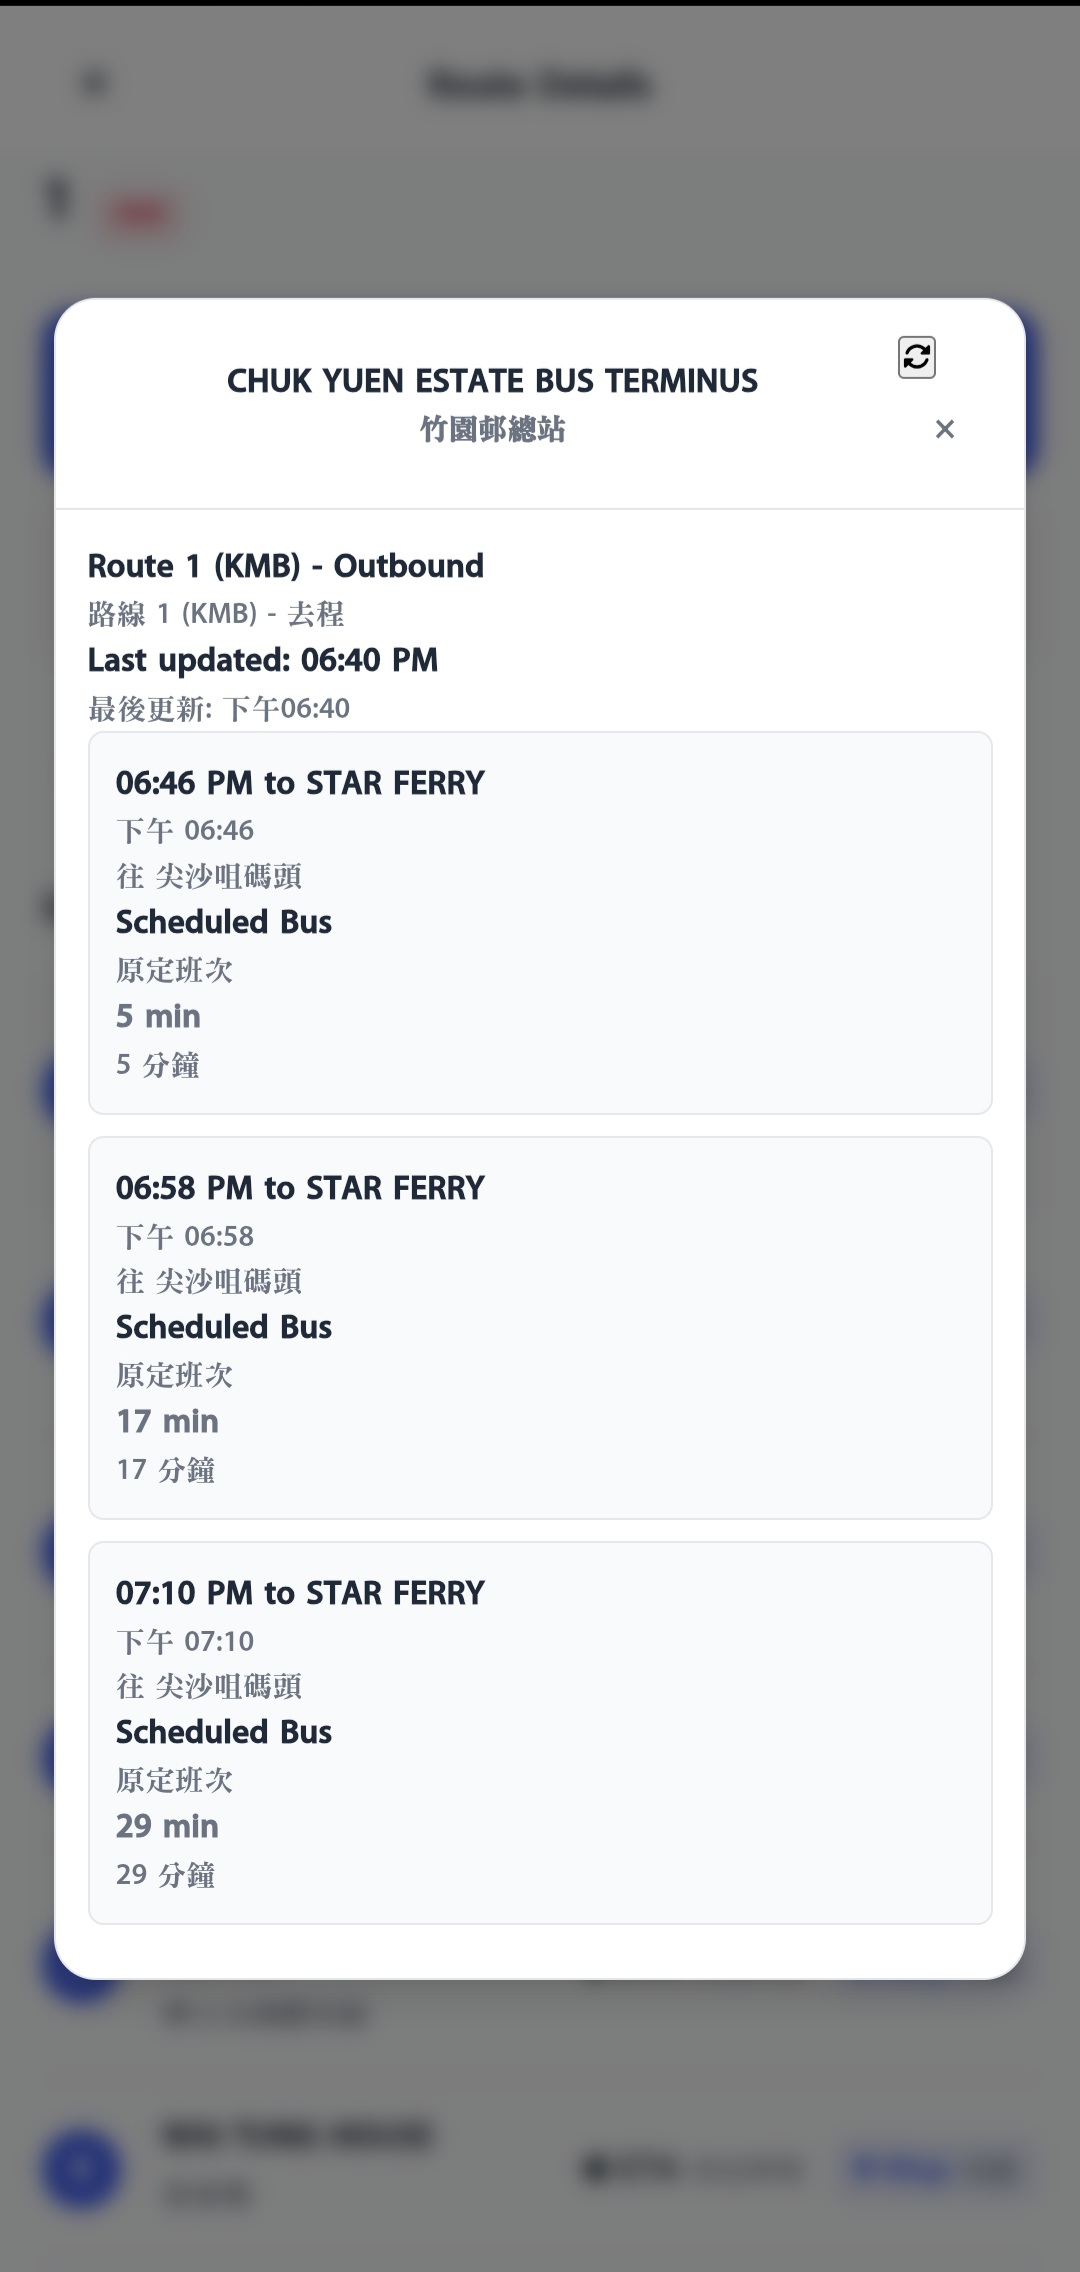 CHUK YUEN ESTATE BUS TERMINUS
竹園邨總站
×
Route 1 (KMB) - Outbound
路線 1 (KMB) - 去程
Last updated: 06:40 PM
最後更新: 下午06:40
06:46 PM to STAR FERRY
下午 06:46
往 尖沙咀碼頭
Scheduled Bus
原定班次
5 min
5 分鐘
06:58 PM to STAR FERRY
下午 06:58
往 尖沙咀碼頭
Scheduled Bus
原定班次
17 min
17 分鐘
07:10 PM to STAR FERRY
下午 07:10
往 尖沙咀碼頭
Scheduled Bus
原定班次
29 min
29 分鐘